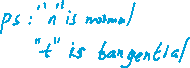 ps: "n" is normal
"t" is tangential